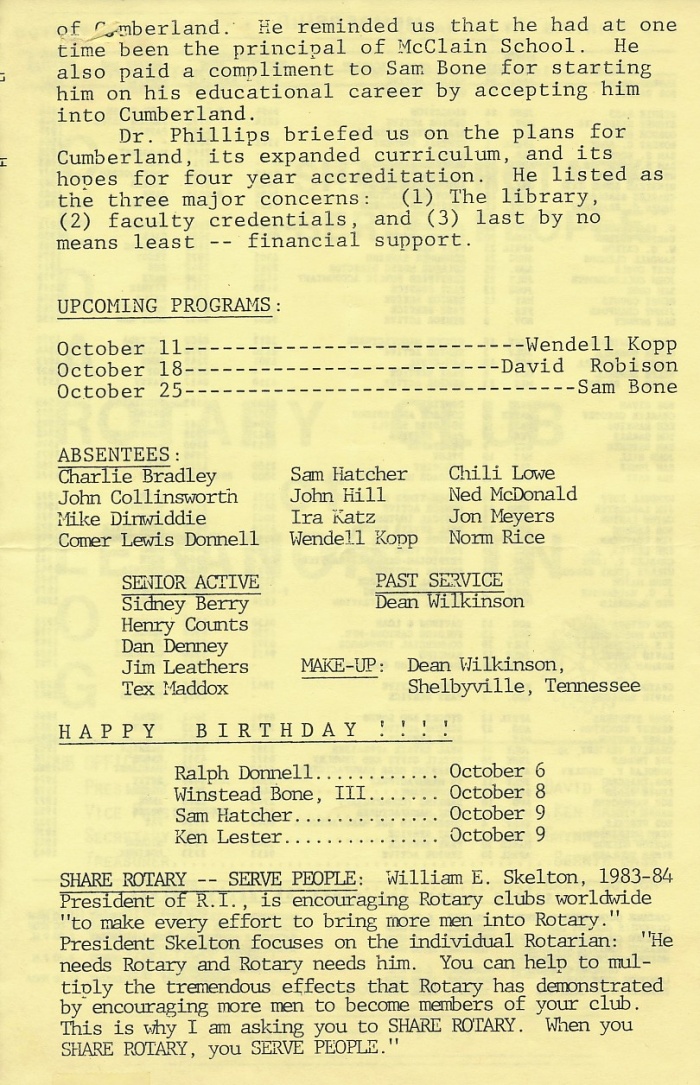 of Cumberland. He reminded us that he had at one
time been the principal of McClain School. He
also paid a compliment to Sam Bone for starting
him on his educational career by accepting him
into Cumberland.
Dr. Phillips briefed us on the plans for
Cumberland, its expanded curriculum, and its
hopes for four year accreditation. He listed as
the three major concerns: (1) The library,
(2) faculty credentials, and (3) last by no
means least -- financial support.
UPCOMING PROGRAMS:
October 11---------------------------Wendell Kopp
October 18-------------------------David Robison
October 25-------------------------------Sam Bone
ABSENTEES:
Charlie Bradley Sam Hatcher Chili Lowe
John Collinsworth John Hill Ned McDonald
Mike Dinwiddie Ira Katz Jon Meyers
Comer Lewis Donnell Wendell Kopp Norm Rice
SENIOR ACTIVE PAST SERVICE
Sidney Berry Dean Wilkinson
Henry Counts
Dan Denney
Jim Leathers MAKE-UP: Dean Wilkinson,
Tex Maddox Shelbyville, Tennessee
H A P P Y B I R T H D A Y ! ! ! !
Ralph Donnell............ October 6
Winstead Bone, III....... October 8
Sam Hatcher.............. October 9
Ken Lester............... October 9
SHARE ROTARY -- SERVE PEOPLE: William E. Skelton, 1983-84
President of R.I., is encouraging Rotary clubs worldwide
"to make every effort to bring more men into Rotary."
President Skelton focuses on the individual Rotarian: "He
needs Rotary and Rotary needs him. You can help to mul-
tiply the tremendous effects that Rotary has demonstrated
by encouraging more men to become members of your club.
This is why I am asking you to SHARE ROTARY. When you
SHARE ROTARY, you SERVE PEOPLE."